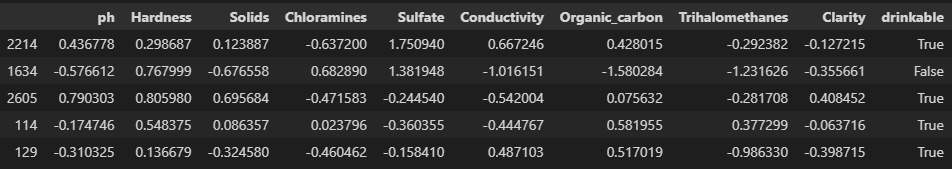 ph Hardness Solids Chloramines Sulfate Conductivity Organic_carbon Trihalomethanes Clarity drinkable
2214 0.436778 0.298687 0.123887 -0.637200 1.750940 0.667246 0.428015 -0.292382 -0.127215 True
1634 -0.576612 0.767999 -0.676558 0.682890 1.381948 -1.016151 -1.580284 -1.231626 -0.355661 False
2605 0.790303 0.805980 0.695684 -0.471583 -0.244540 -0.542004 0.075632 -0.281708 0.408452 True
114 -0.174746 0.548375 0.086357 0.023796 -0.360355 -0.444767 0.581955 0.377299 -0.063716 True
129 -0.310325 0.136679 -0.324580 -0.460462 -0.158410 0.487103 0.517019 -0.986330 -0.398715 True